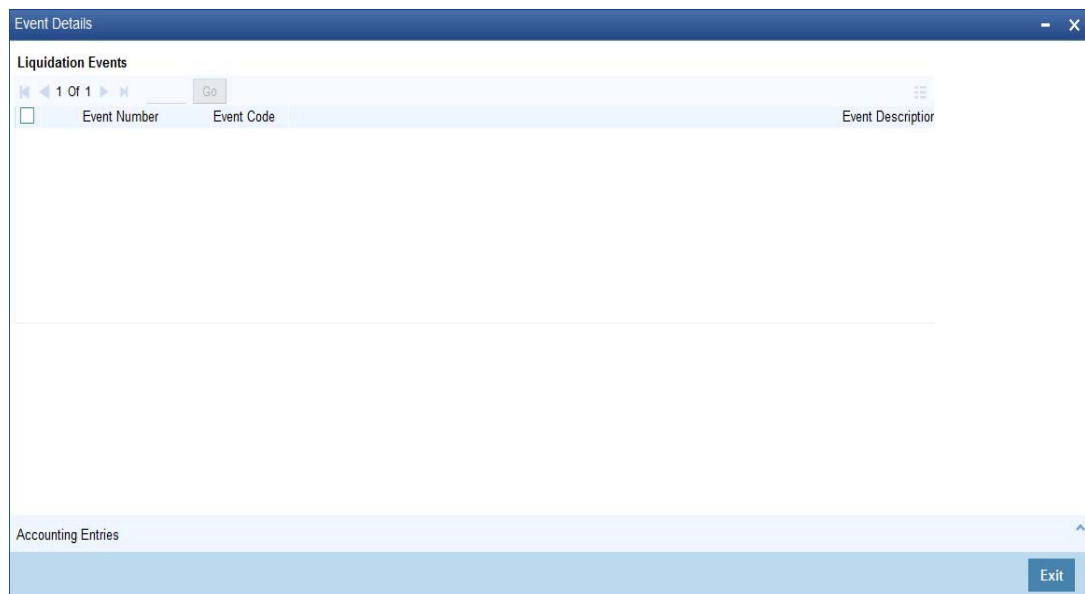 Event Details
Liquidation Events
1 Of 1 Go
Event Number Event Code Event Description
Accounting Entries
Exit